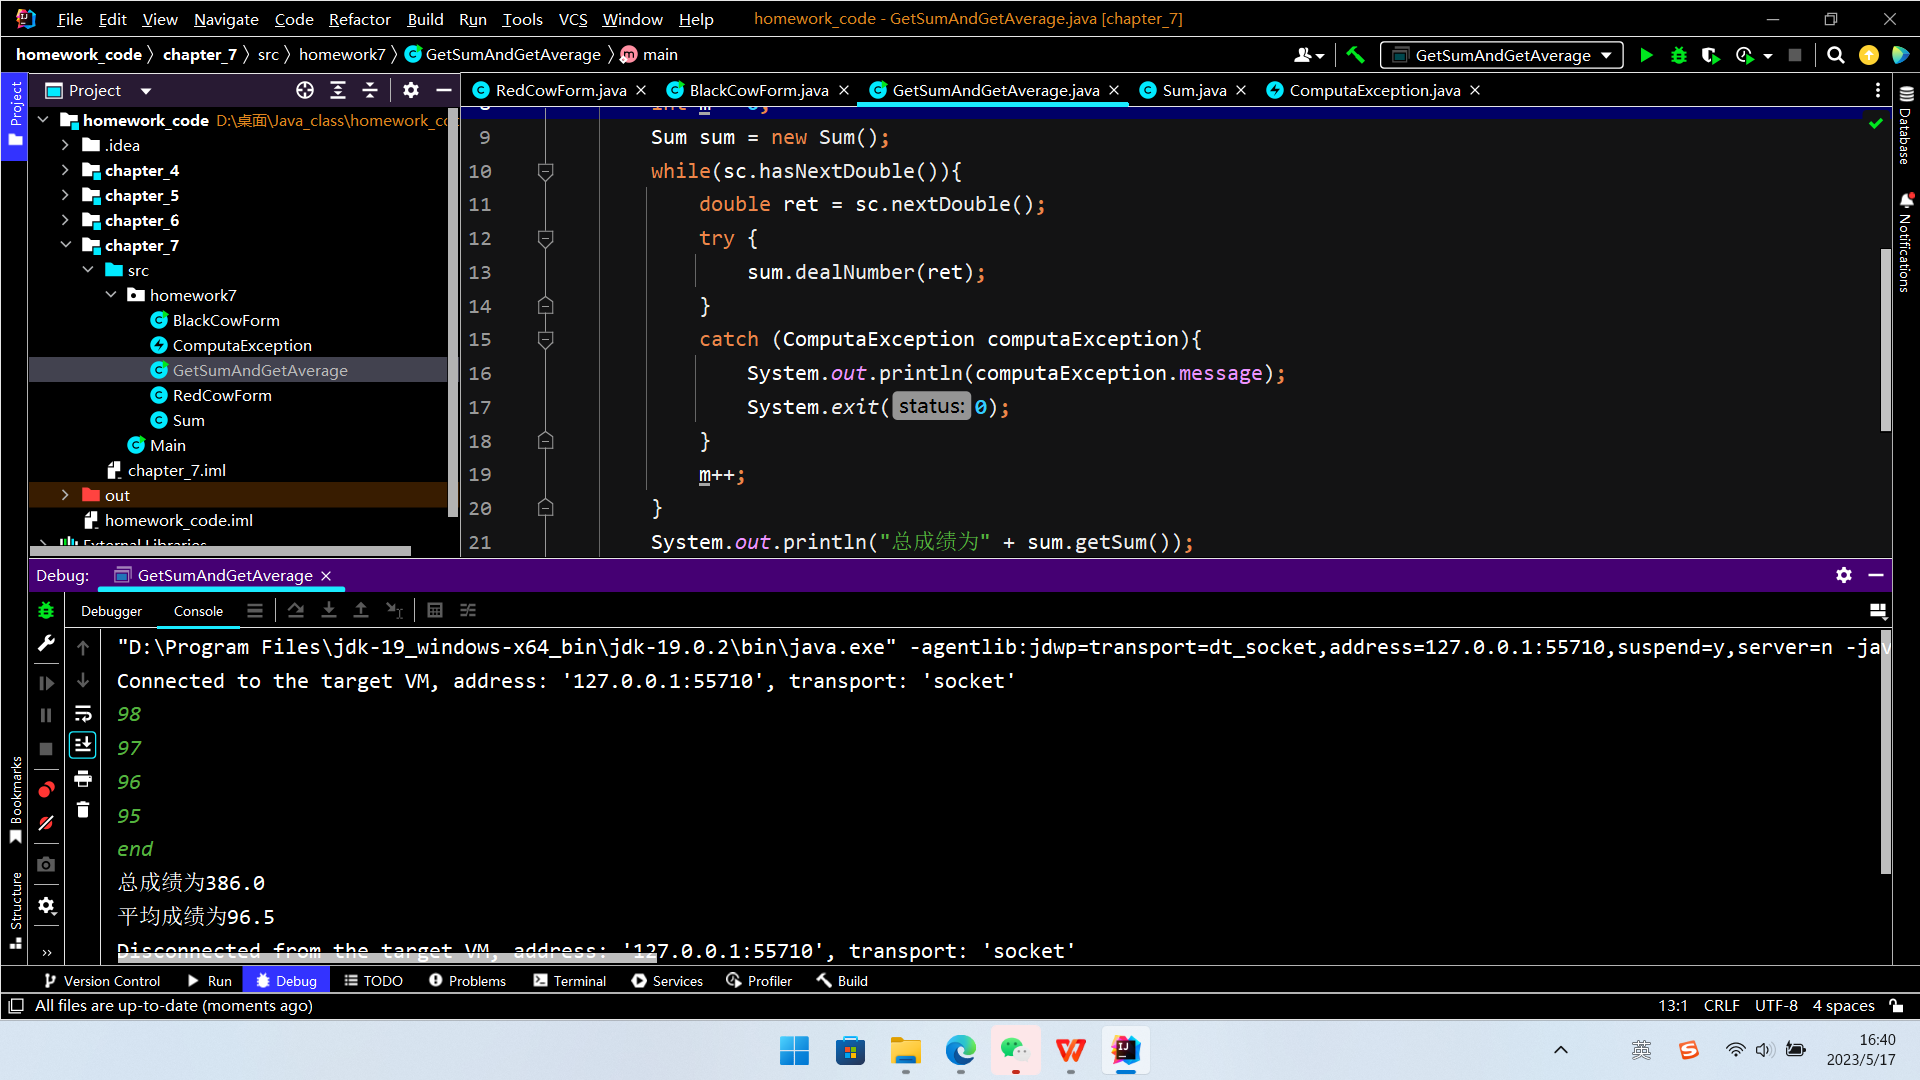 File Edit View Navigate Code Refactor Build Run Tools VCS Window Help homework_code - GetSumAndGetAverage.java [chapter_7]
homework_code chapter_7 src homework7 GetSumAndGetAverage main GetSumAndGetAverage
Project
RedCowForm.java BlackCowForm.java GetSumAndGetAverage.java Sum.java ComputaException.java
Project
homework_code D:\桌面\Java_class\homework_co
.idea
chapter_4
chapter_5
chapter_6
chapter_7
src
homework7
BlackCowForm
ComputaException
GetSumAndGetAverage
RedCowForm
Sum
Main
chapter_7.iml
out
homework_code.iml
External Libraries
9 Sum sum = new Sum();
10 while(sc.hasNextDouble()){
11 double ret = sc.nextDouble();
12 try {
13 sum.dealNumber(ret);
14 }
15 catch (ComputaException computaException){
16 System.out.println(computaException.message);
17 System.exit( status: 0);
18 }
19 m++;
20 }
21 System.out.println("总成绩为" + sum.getSum());
Database
Notifications
Debug: GetSumAndGetAverage
Debugger Console
"D:\Program Files\jdk-19_windows-x64_bin\jdk-19.0.2\bin\java.exe" -agentlib:jdwp=transport=dt_socket,address=127.0.0.1:55710,suspend=y,server=n -jav
Connected to the target VM, address: '127.0.0.1:55710', transport: 'socket'
98
97
96
95
end
总成绩为386.0
平均成绩为96.5
Disconnected from the target VM, address: '127.0.0.1:55710', transport: 'socket'
Bookmarks
Structure
Version Control Run Debug TODO Problems Terminal Services Profiler Build
All files are up-to-date (moments ago) 13:1 CRLF UTF-8 4 spaces
英 16:40
2023/5/17